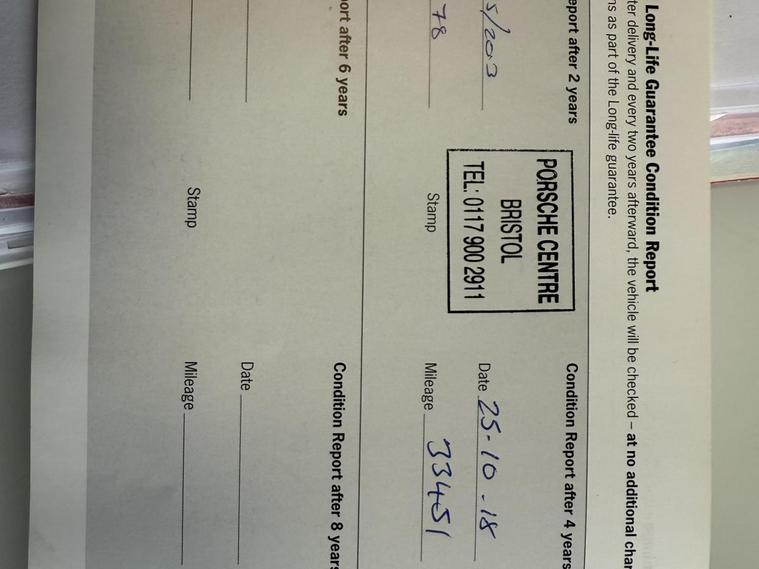 Long-Life Guarantee Condition Report
ter delivery and every two years afterward, the vehicle will be checked – at no additional char
ns as part of the Long-life guarantee.
eport after 2 years
PORSCHE CENTRE
BRISTOL
TEL: 0117 900 2911
Stamp
78
Condition Report after 4 years
Date 25-10-18
Mileage 33451
ort after 6 years
Stamp
Condition Report after 8 years
Date
Mileage